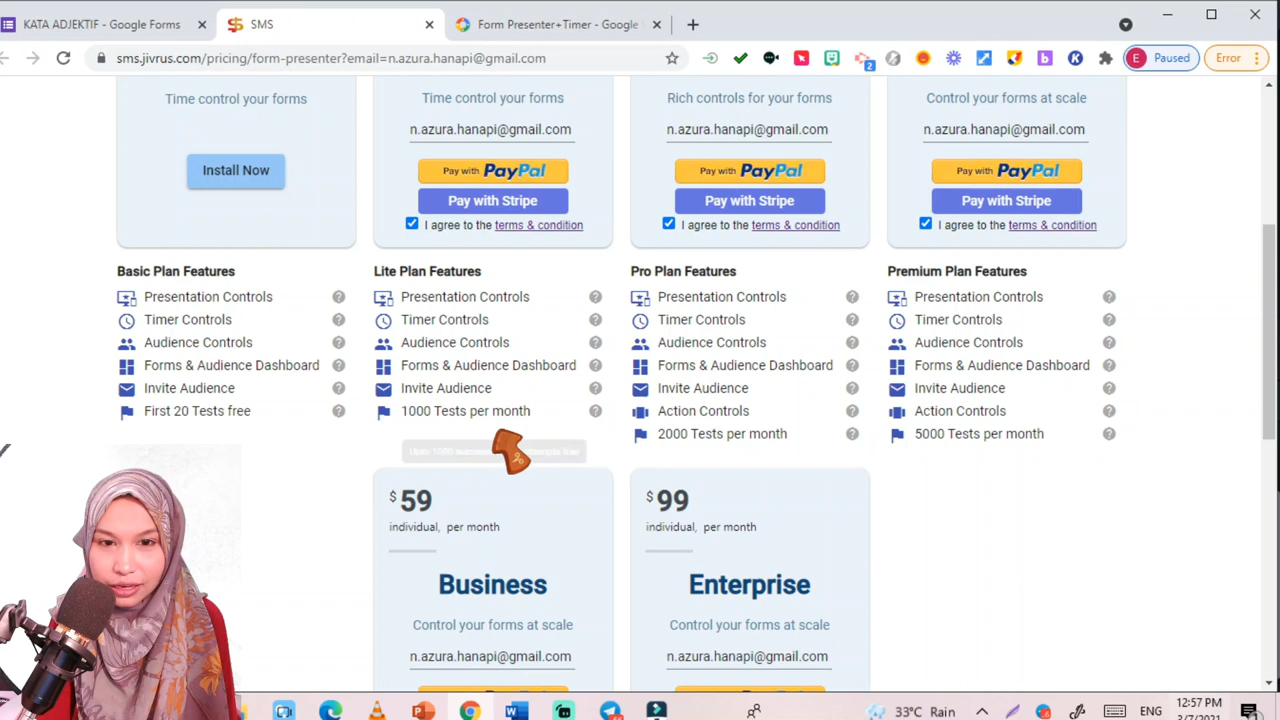 KATA ADJEKTIF - Google Forms
SMS
Form Presenter+Timer - Google
sms.jivrus.com/pricing/form-presenter?email=n.azura.hanapi@gmail.com
2
E Paused
Error
Time control your forms
Install Now
Time control your forms
n.azura.hanapi@gmail.com
Pay with PayPal
Pay with Stripe
I agree to the terms & condition
Rich controls for your forms
n.azura.hanapi@gmail.com
Pay with PayPal
Pay with Stripe
I agree to the terms & condition
Control your forms at scale
n.azura.hanapi@gmail.com
Pay with PayPal
Pay with Stripe
I agree to the terms & condition
Basic Plan Features
Presentation Controls
Timer Controls
Audience Controls
Forms & Audience Dashboard
Invite Audience
First 20 Tests free
Lite Plan Features
Presentation Controls
Timer Controls
Audience Controls
Forms & Audience Dashboard
Invite Audience
1000 Tests per month
Pro Plan Features
Presentation Controls
Timer Controls
Audience Controls
Forms & Audience Dashboard
Invite Audience
Action Controls
2000 Tests per month
Premium Plan Features
Presentation Controls
Timer Controls
Audience Controls
Forms & Audience Dashboard
Invite Audience
Action Controls
5000 Tests per month
$ 59
individual, per month
Business
Control your forms at scale
n.azura.hanapi@gmail.com
$ 99
individual, per month
Enterprise
Control your forms at scale
n.azura.hanapi@gmail.com
33°C Rain
ENG
12:57 PM
3/7/2021